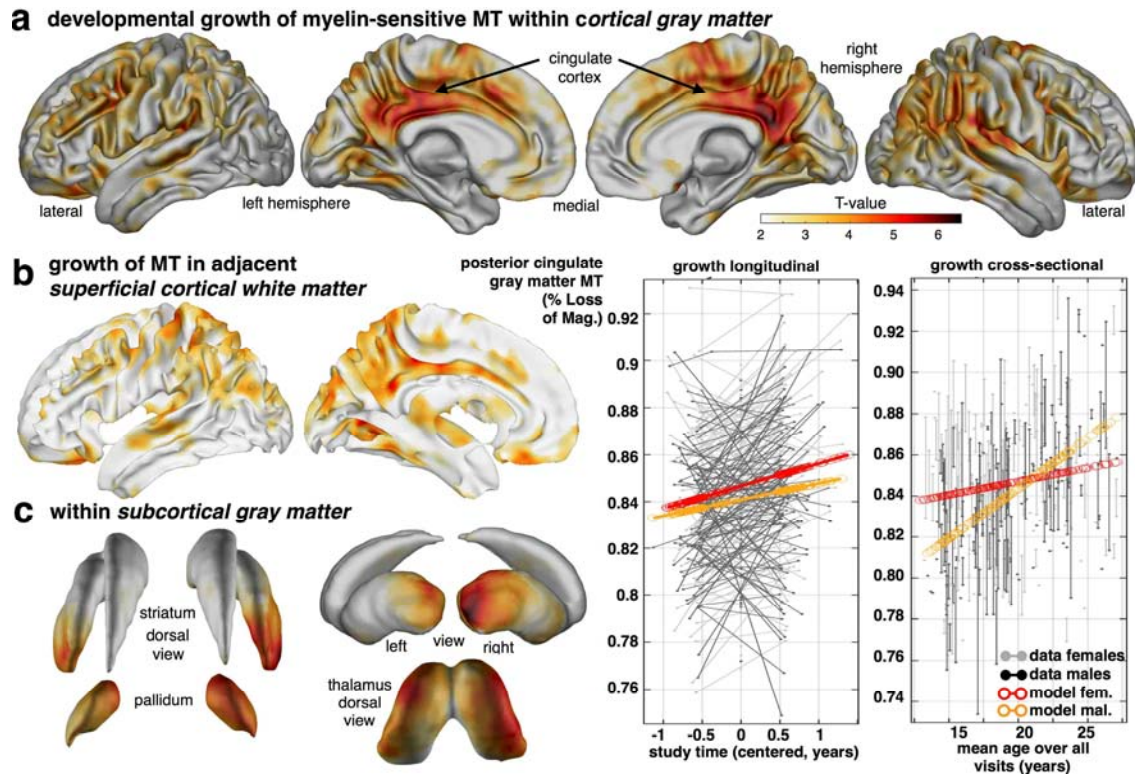 a developmental growth of myelin-sensitive MT within cortical gray matter
cingulate
cortex
right
hemisphere
lateral
left hemisphere
medial
lateral
T-value
2 3 4 5 6
b growth of MT in adjacent
superficial cortical white matter
posterior cingulate
gray matter MT
(% Loss
of Mag.)
growth longitudinal
0.92
0.9
0.88
0.86
0.84
0.82
0.8
0.78
0.76
-1 -0.5 0 0.5 1
study time (centered, years)
growth cross-sectional
0.94
0.92
0.90
0.88
0.86
0.84
0.82
0.80
0.78
0.76
0.74
data females
data males
model fem.
model mal.
15 20 25
mean age over all
visits (years)
c within subcortical gray matter
striatum
dorsal
view
pallidum
left view right
thalamus
dorsal
view